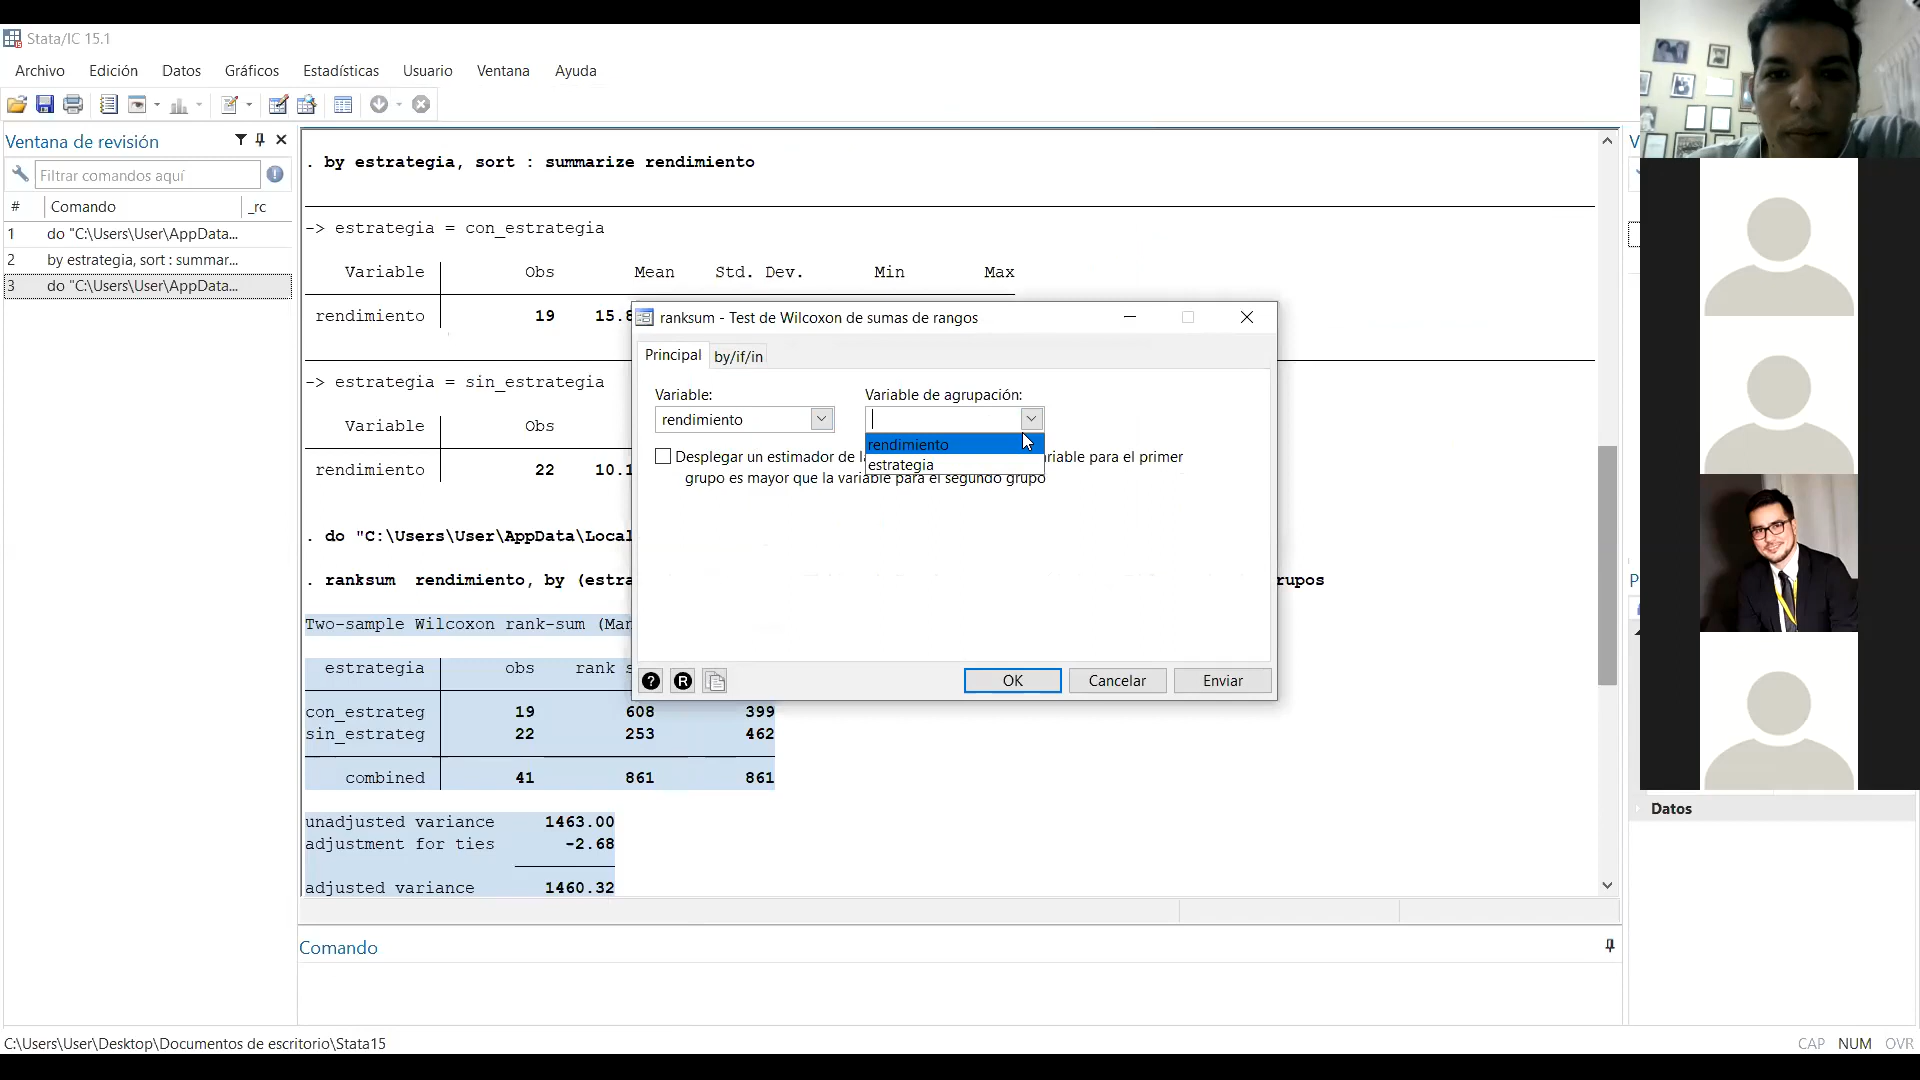 Stata/IC 15.1
Archivo Edición Datos Gráficos Estadísticas Usuario Ventana Ayuda
Ventana de revisión
Filtrar comandos aquí
# Comando _rc
1 do "C:\Users\User\AppData...
2 by estrategia, sort : summar...
3 do "C:\Users\User\AppData...
. by estrategia, sort : summarize rendimiento
-> estrategia = con_estrategia
Variable Obs Mean Std. Dev. Min Max
rendimiento 19 15.8
-> estrategia = sin_estrategia
Variable Obs
rendimiento 22 10.1
. do "C:\Users\User\AppData\Local
. ranksum rendimiento, by (estra
rupos
Two-sample Wilcoxon rank-sum (Man
estrategia obs rank s
con_estrateg 19 608 399
sin_estrateg 22 253 462
combined 41 861 861
unadjusted variance 1463.00
adjustment for ties -2.68
adjusted variance 1460.32
ranksum - Test de Wilcoxon de sumas de rangos
Principal by/if/in
Variable: Variable de agrupación:
rendimiento
rendimiento
estrategia
Desplegar un estimador de la
riable para el primer
grupo es mayor que la variable para el segundo grupo
OK Cancelar Enviar
Comando
V
P
Datos
C:\Users\User\Desktop\Documentos de escritorio\Stata15
CAP NUM OVR